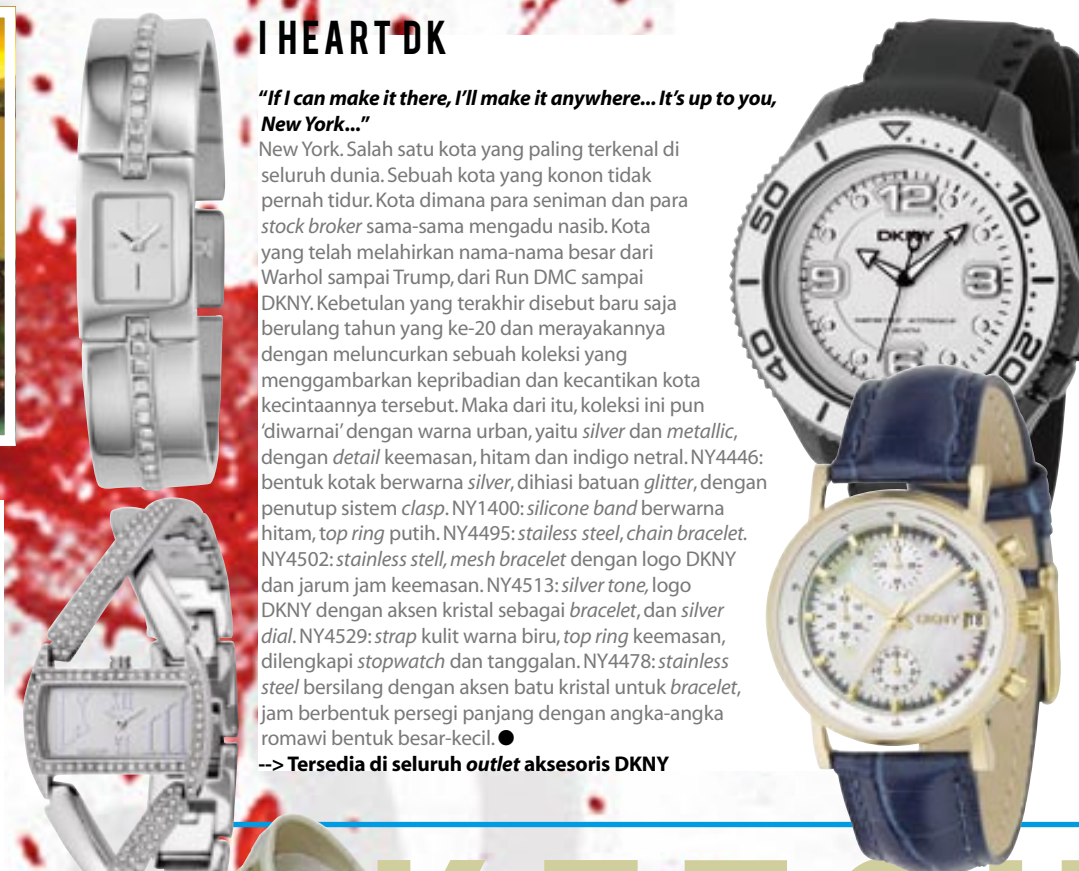 I HEART DK
“If I can make it there, I’ll make it anywhere... It’s up to you,
New York...”
New York. Salah satu kota yang paling terkenal di
seluruh dunia. Sebuah kota yang konon tidak
pernah tidur. Kota dimana para seniman dan para
stock broker sama-sama mengadu nasib. Kota
yang telah melahirkan nama-nama besar dari
Warhol sampai Trump, dari Run DMC sampai
DKNY. Kebetulan yang terakhir disebut baru saja
berulang tahun yang ke-20 dan merayakannya
dengan meluncurkan sebuah koleksi yang
menggambarkan kepribadian dan kecantikan kota
kecintaannya tersebut. Maka dari itu, koleksi ini pun
‘diwarnai’ dengan warna urban, yaitu silver dan metallic,
dengan detail keemasan, hitam dan indigo netral. NY4446:
bentuk kotak berwarna silver, dihiasi batuan glitter, dengan
penutup sistem clasp. NY1400: silicone band berwarna
hitam, top ring putih. NY4495: stailess steel, chain bracelet.
NY4502: stainless stell, mesh bracelet dengan logo DKNY
dan jarum jam keemasan. NY4513: silver tone, logo
DKNY dengan aksen kristal sebagai bracelet, dan silver
dial. NY4529: strap kulit warna biru, top ring keemasan,
dilengkapi stopwatch dan tanggalan. NY4478: stainless
steel bersilang dengan aksen batu kristal untuk bracelet,
jam berbentuk persegi panjang dengan angka-angka
romawi bentuk besar-kecil. ●
--> Tersedia di seluruh outlet aksesoris DKNY
50 10 20 40
12 3 6 9
DKNY
DKNY 18